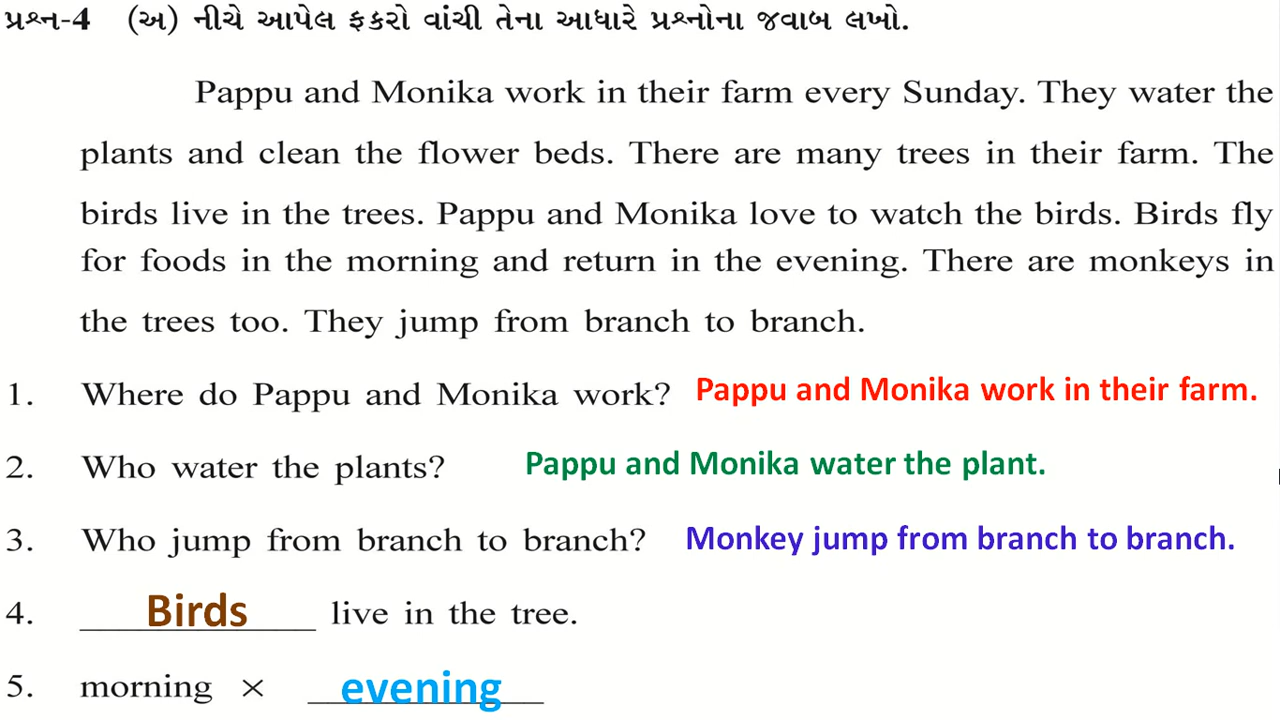 પ્રશ્ન-4 (અ) નીચે આપેલ ફકરો વાંચી તેના આધારે પ્રશ્નોના જવાબ લખો.
Pappu and Monika work in their farm every Sunday. They water the
plants and clean the flower beds. There are many trees in their farm. The
birds live in the trees. Pappu and Monika love to watch the birds. Birds fly
for foods in the morning and return in the evening. There are monkeys in
the trees too. They jump from branch to branch.
1. Where do Pappu and Monika work? Pappu and Monika work in their farm.
2. Who water the plants? Pappu and Monika water the plant.
3. Who jump from branch to branch? Monkey jump from branch to branch.
4. Birds live in the tree.
5. morning × evening